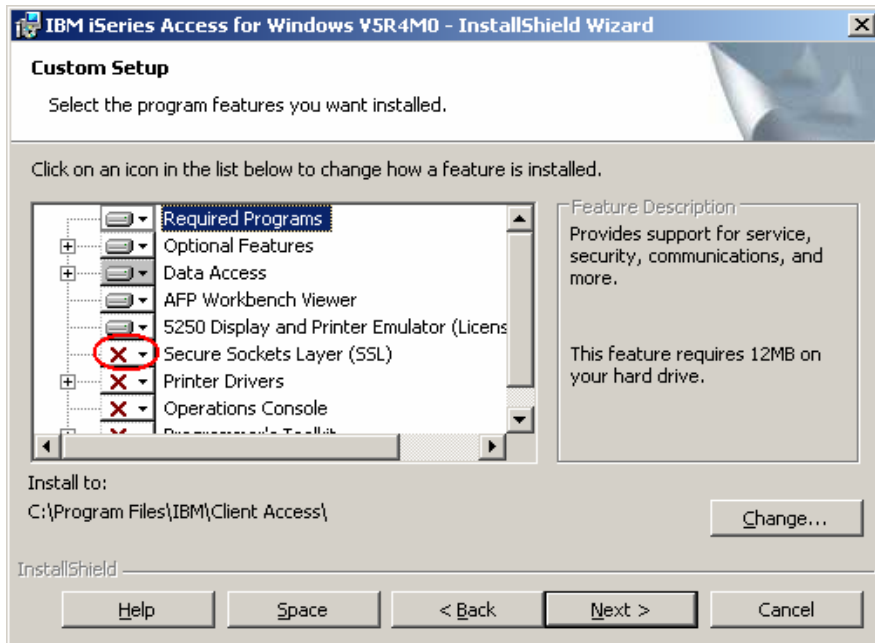 IBM iSeries Access for Windows V5R4M0 - InstallShield Wizard
Custom Setup
Select the program features you want installed.
Click on an icon in the list below to change how a feature is installed.
Required Programs
Optional Features
Data Access
AFP Workbench Viewer
5250 Display and Printer Emulator (Licens
Secure Sockets Layer (SSL)
Printer Drivers
Operations Console
Programmer's Toolkit
Feature Description
Provides support for service,
security, communications, and
more.
This feature requires 12MB on
your hard drive.
Install to:
C:\Program Files\IBM\Client Access\
Change...
InstallShield
Help
Space
< Back
Next >
Cancel